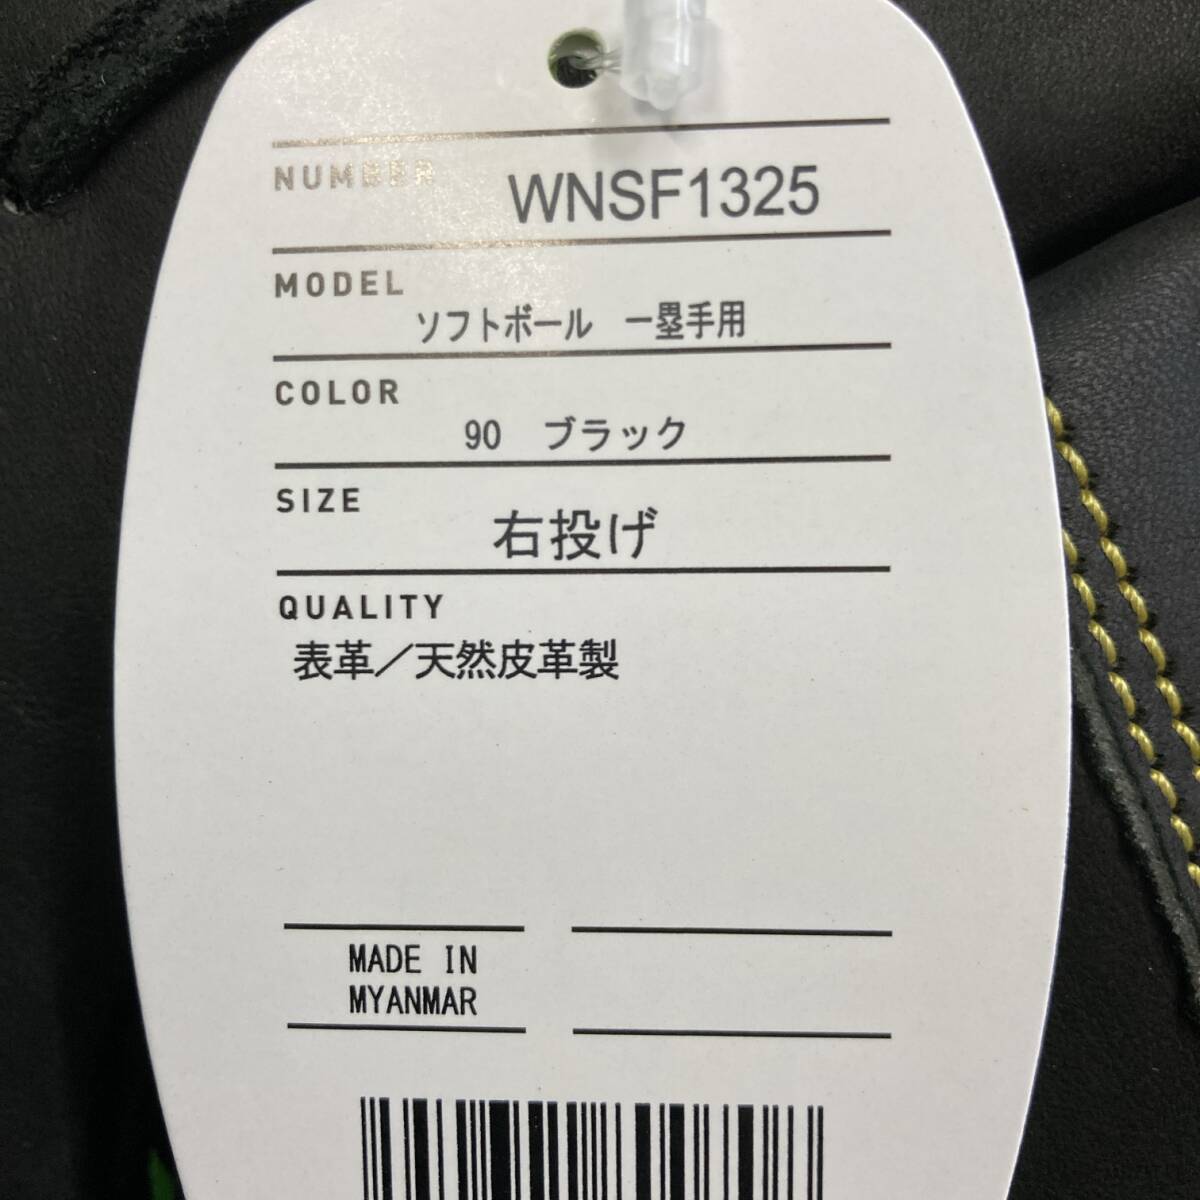 NUMBER WNSF1325
MODEL
ソフトボール　一塁手用
COLOR
90　ブラック
SIZE
右投げ
QUALITY
表革／天然皮革製
MADE IN
MYANMAR